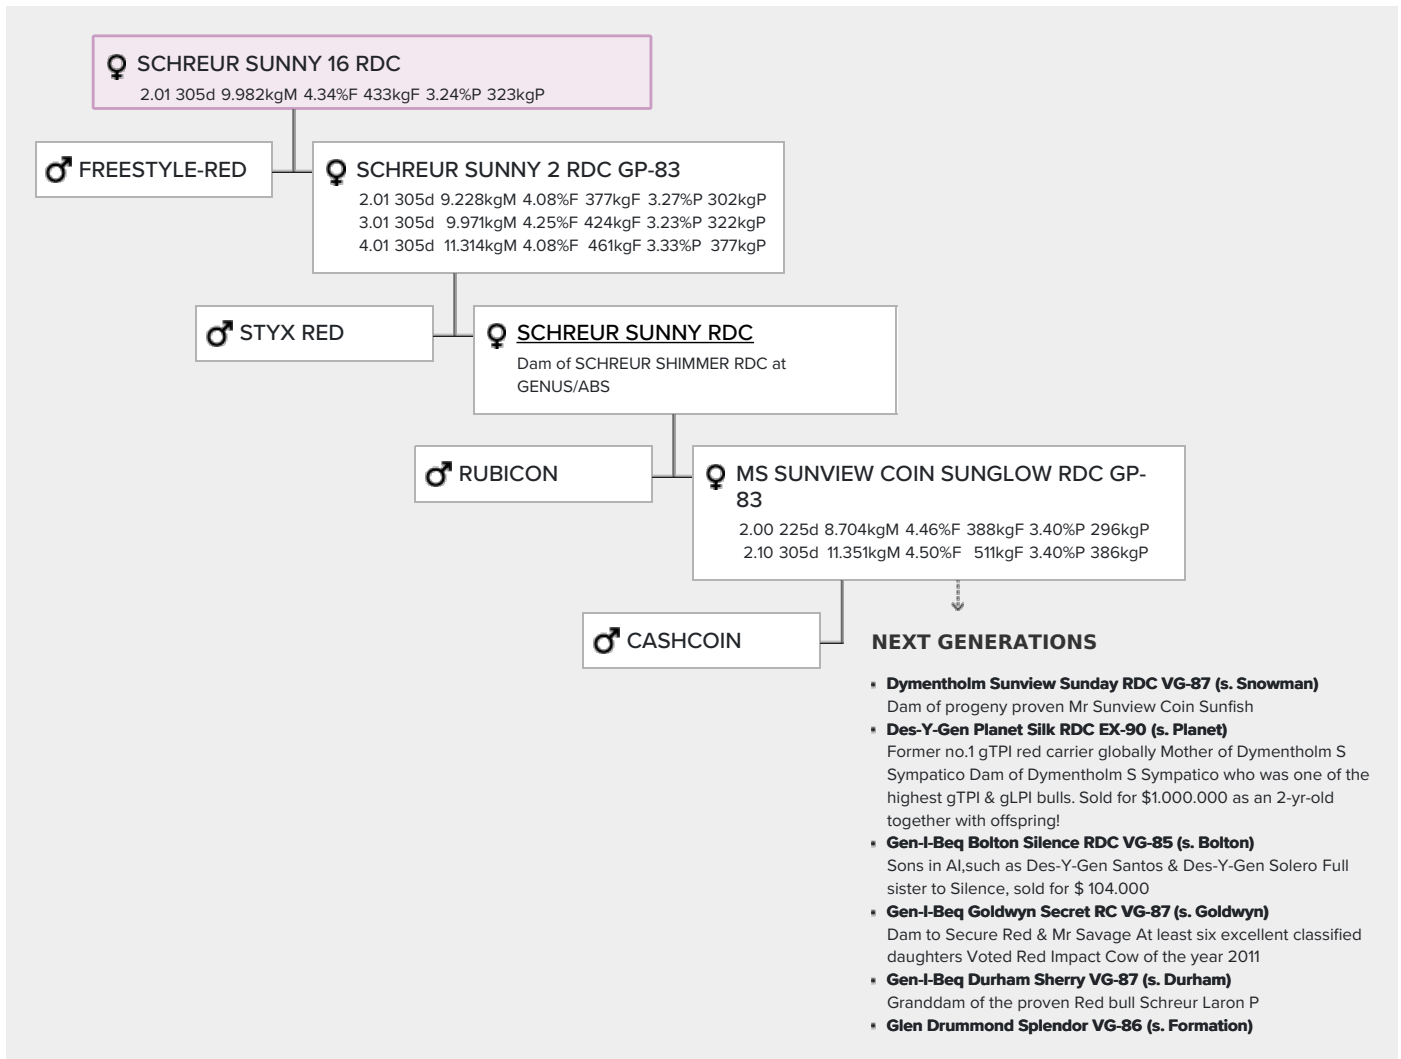 SCHREUR SUNNY 16 RDC
2.01 305d 9.982kgM 4.34%F 433kgF 3.24%P 323kgP
FREESTYLE-RED
SCHREUR SUNNY 2 RDC GP-83
2.01 305d 9.228kgM 4.08%F 377kgF 3.27%P 302kgP
3.01 305d 9.971kgM 4.25%F 424kgF 3.23%P 322kgP
4.01 305d 11.314kgM 4.08%F 461kgF 3.33%P 377kgP
STYX RED
SCHREUR SUNNY RDC
Dam of SCHREUR SHIMMER RDC at
GENUS/ABS
RUBICON
MS SUNVIEW COIN SUNGLOW RDC GP-
83
2.00 225d 8.704kgM 4.46%F 388kgF 3.40%P 296kgP
2.10 305d 11.351kgM 4.50%F 511kgF 3.40%P 386kgP
CASHCOIN
NEXT GENERATIONS
Dymentholm Sunview Sunday RDC VG-87 (s. Snowman)
Dam of progeny proven Mr Sunview Coin Sunfish
Des-Y-Gen Planet Silk RDC EX-90 (s. Planet)
Former no.1 gTPI red carrier globally Mother of Dymentholm S
Sympatico Dam of Dymentholm S Sympatico who was one of the
highest gTPI & gLPI bulls. Sold for $1.000.000 as an 2-yr-old
together with offspring!
Gen-I-Beq Bolton Silence RDC VG-85 (s. Bolton)
Sons in AI,such as Des-Y-Gen Santos & Des-Y-Gen Solero Full
sister to Silence, sold for $ 104.000
Gen-I-Beq Goldwyn Secret RC VG-87 (s. Goldwyn)
Dam to Secure Red & Mr Savage At least six excellent classified
daughters Voted Red Impact Cow of the year 2011
Gen-I-Beq Durham Sherry VG-87 (s. Durham)
Granddam of the proven Red bull Schreur Laron P
Glen Drummond Splendor VG-86 (s. Formation)